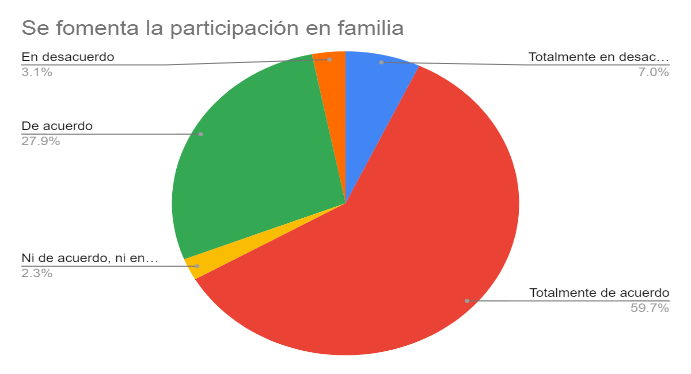 Se fomenta la participación en familia
En desacuerdo
3.1%
Totalmente en desac...
7.0%
De acuerdo
27.9%
Ni de acuerdo, ni en...
2.3%
Totalmente de acuerdo
59.7%